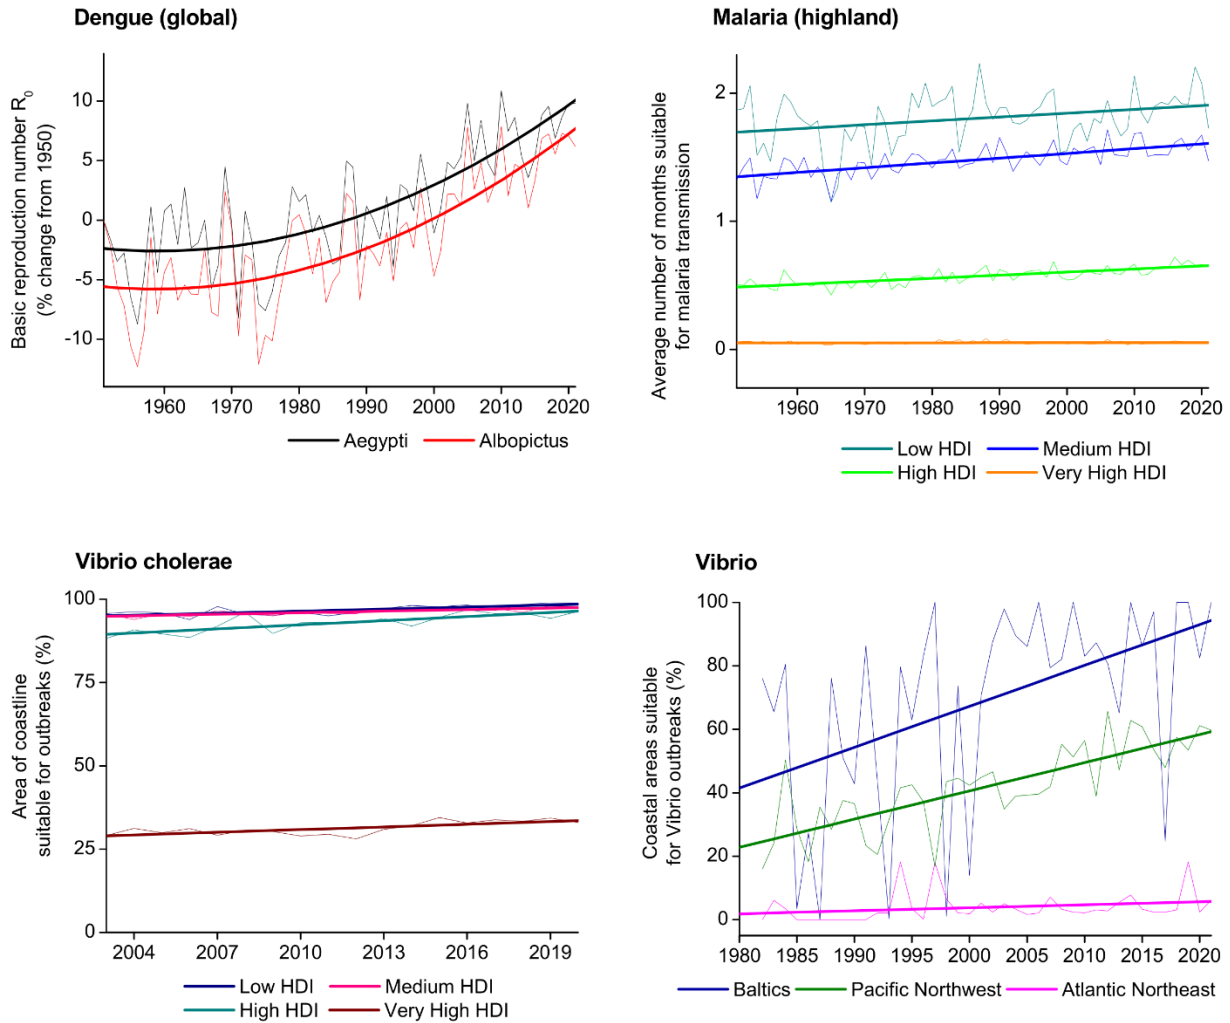 Dengue (global)
Basic reproduction number R0
(% change from 1950)
10
5
0
-5
-10
1960 1970 1980 1990 2000 2010 2020
Aegypti Albopictus
Malaria (highland)
Average number of months suitable
for malaria transmission
2
1
0
1960 1970 1980 1990 2000 2010 2020
Low HDI Medium HDI
High HDI Very High HDI
Vibrio cholerae
Area of coastline
suitable for outbreaks (%)
100
75
50
25
0
2004 2007 2010 2013 2016 2019
Low HDI Medium HDI
High HDI Very High HDI
Vibrio
Coastal areas suitable
for Vibrio outbreaks (%)
100
80
60
40
20
0
1980 1985 1990 1995 2000 2005 2010 2015 2020
Baltics Pacific Northwest Atlantic Northeast